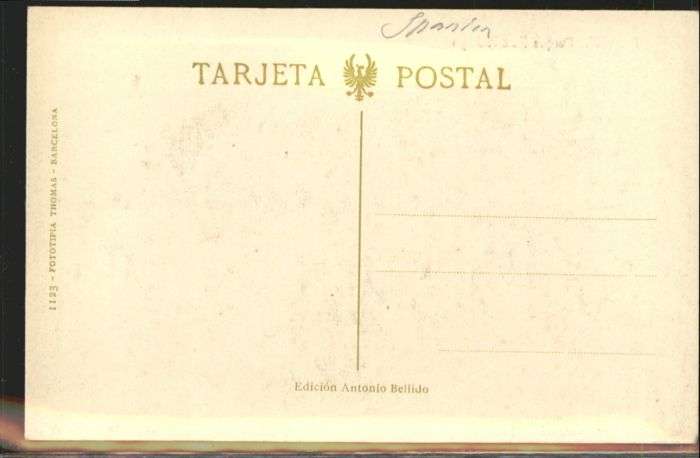 Spanien
TARJETA POSTAL
1123 - FOTOTIPIA THOMAS - BARCELONA
Edición Antonio Bellido